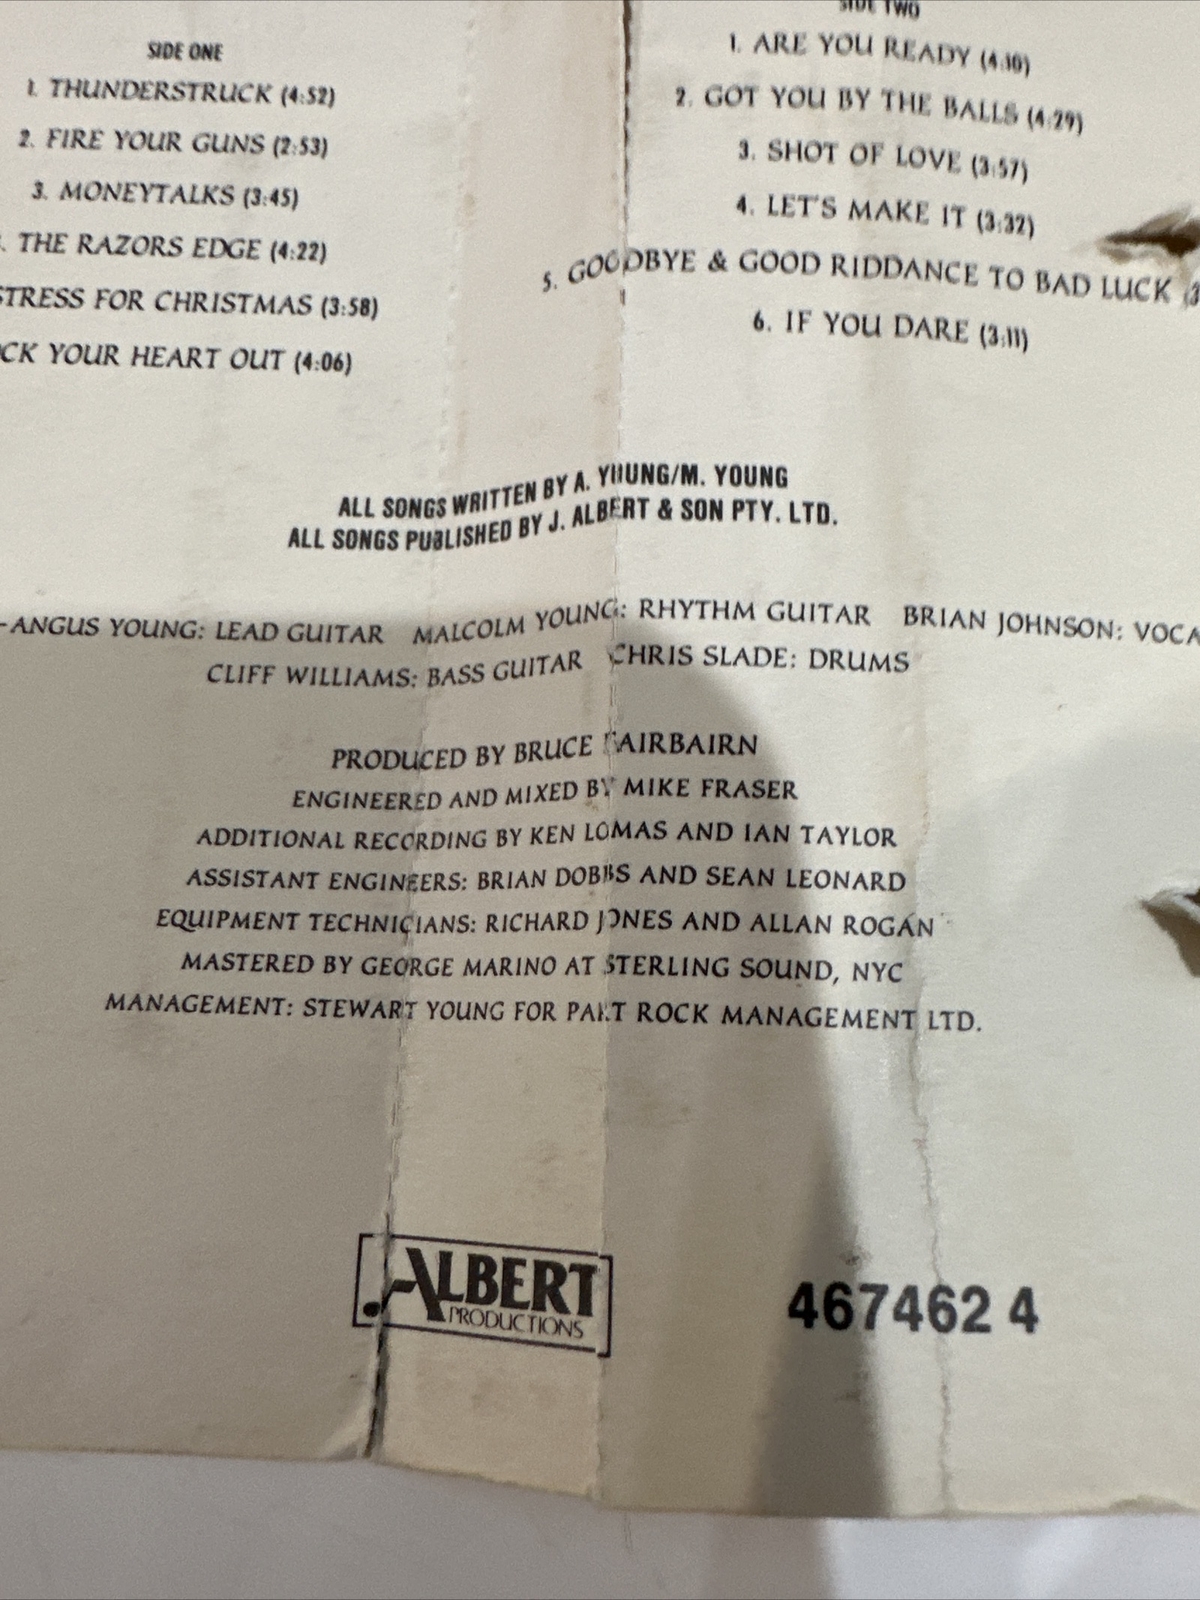 SIDE ONE
1. THUNDERSTRUCK (4:52)
2. FIRE YOUR GUNS (2:53)
3. MONEYTALKS (3:45)
. THE RAZORS EDGE (4:22)
STRESS FOR CHRISTMAS (3:58)
CK YOUR HEART OUT (4:06)
SIDE TWO
1. ARE YOU READY (4:10)
2. GOT YOU BY THE BALLS (4:29)
3. SHOT OF LOVE (3:57)
4. LET'S MAKE IT (3:32)
5. GOODBYE & GOOD RIDDANCE TO BAD LUCK (3
6. IF YOU DARE (3:11)
ALL SONGS WRITTEN BY A. YOUNG/M. YOUNG
ALL SONGS PUBLISHED BY J. ALBERT & SON PTY. LTD.
-ANGUS YOUNG: LEAD GUITAR MALCOLM YOUNG: RHYTHM GUITAR BRIAN JOHNSON: VOCA
CLIFF WILLIAMS: BASS GUITAR CHRIS SLADE: DRUMS
PRODUCED BY BRUCE FAIRBAIRN
ENGINEERED AND MIXED BY MIKE FRASER
ADDITIONAL RECORDING BY KEN LOMAS AND IAN TAYLOR
ASSISTANT ENGINEERS: BRIAN DOBBS AND SEAN LEONARD
EQUIPMENT TECHNICIANS: RICHARD JONES AND ALLAN ROGAN
MASTERED BY GEORGE MARINO AT STERLING SOUND, NYC
MANAGEMENT: STEWART YOUNG FOR PART ROCK MANAGEMENT LTD.
ALBERT
PRODUCTIONS
467462 4